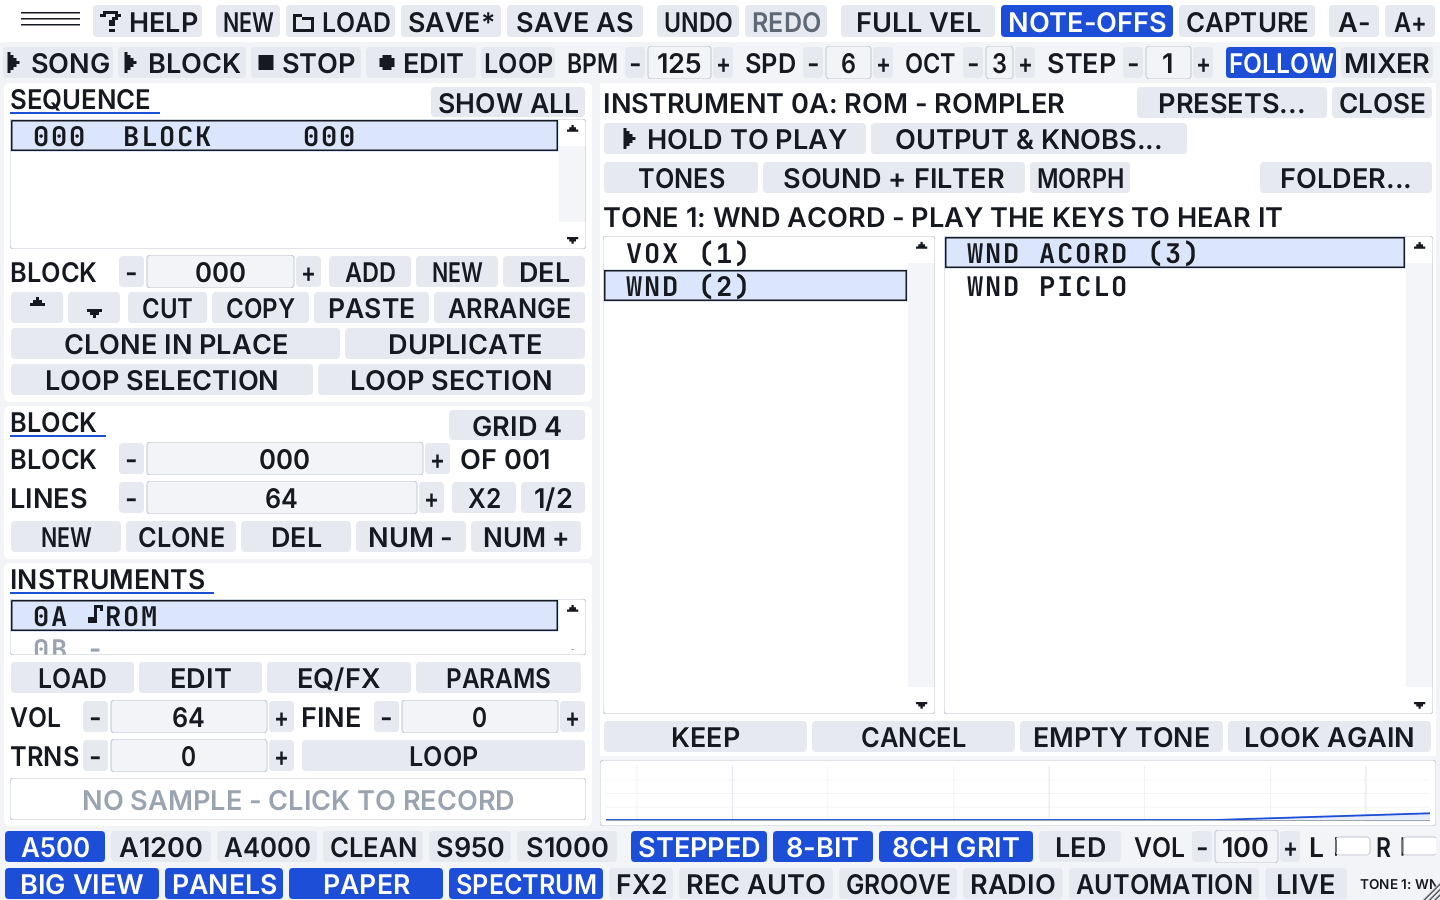 ? HELP NEW LOAD SAVE* SAVE AS UNDO REDO FULL VEL NOTE-OFFS CAPTURE A- A+
SONG BLOCK STOP EDIT LOOP BPM - 125 + SPD - 6 + OCT - 3 + STEP - 1 + FOLLOW MIXER
SEQUENCE SHOW ALL
000 BLOCK 000
BLOCK - 000 + ADD NEW DEL
CUT COPY PASTE ARRANGE
CLONE IN PLACE DUPLICATE
LOOP SELECTION LOOP SECTION
BLOCK GRID 4
BLOCK - 000 + OF 001
LINES - 64 + X2 1/2
NEW CLONE DEL NUM - NUM +
INSTRUMENTS
0A ♪ROM
0B -
LOAD EDIT EQ/FX PARAMS
VOL - 64 + FINE - 0 +
TRNS - 0 + LOOP
NO SAMPLE - CLICK TO RECORD
INSTRUMENT 0A: ROM - ROMPLER PRESETS... CLOSE
HOLD TO PLAY OUTPUT & KNOBS...
TONES SOUND + FILTER MORPH FOLDER...
TONE 1: WND ACORD - PLAY THE KEYS TO HEAR IT
VOX (1)
WND (2)
WND ACORD (3)
WND PICLO
KEEP CANCEL EMPTY TONE LOOK AGAIN
A500 A1200 A4000 CLEAN S950 S1000 STEPPED 8-BIT 8CH GRIT LED VOL - 100 + L R
BIG VIEW PANELS PAPER SPECTRUM FX2 REC AUTO GROOVE RADIO AUTOMATION LIVE TONE 1: